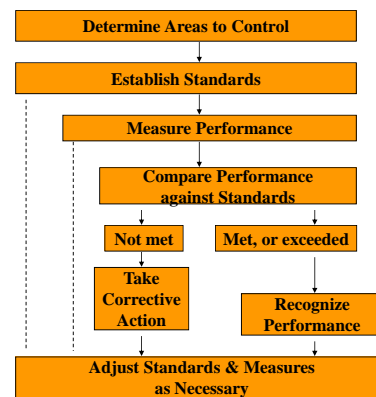 Determine Areas to Control
Establish Standards
Measure Performance
Compare Performance
against Standards
Not met
Met, or exceeded
Take
Corrective
Action
Recognize
Performance
Adjust Standards & Measures
as Necessary